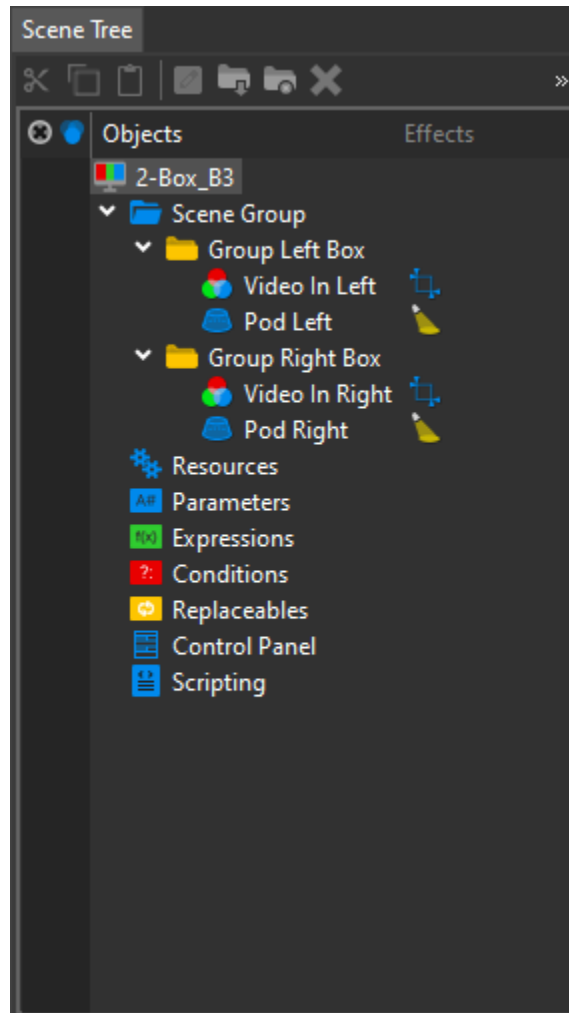 Scene Tree
»
Objects Effects
2-Box_B3
Scene Group
Group Left Box
Video In Left
Pod Left
Group Right Box
Video In Right
Pod Right
Resources
A# Parameters
f(x) Expressions
?: Conditions
Replaceables
Control Panel
Scripting